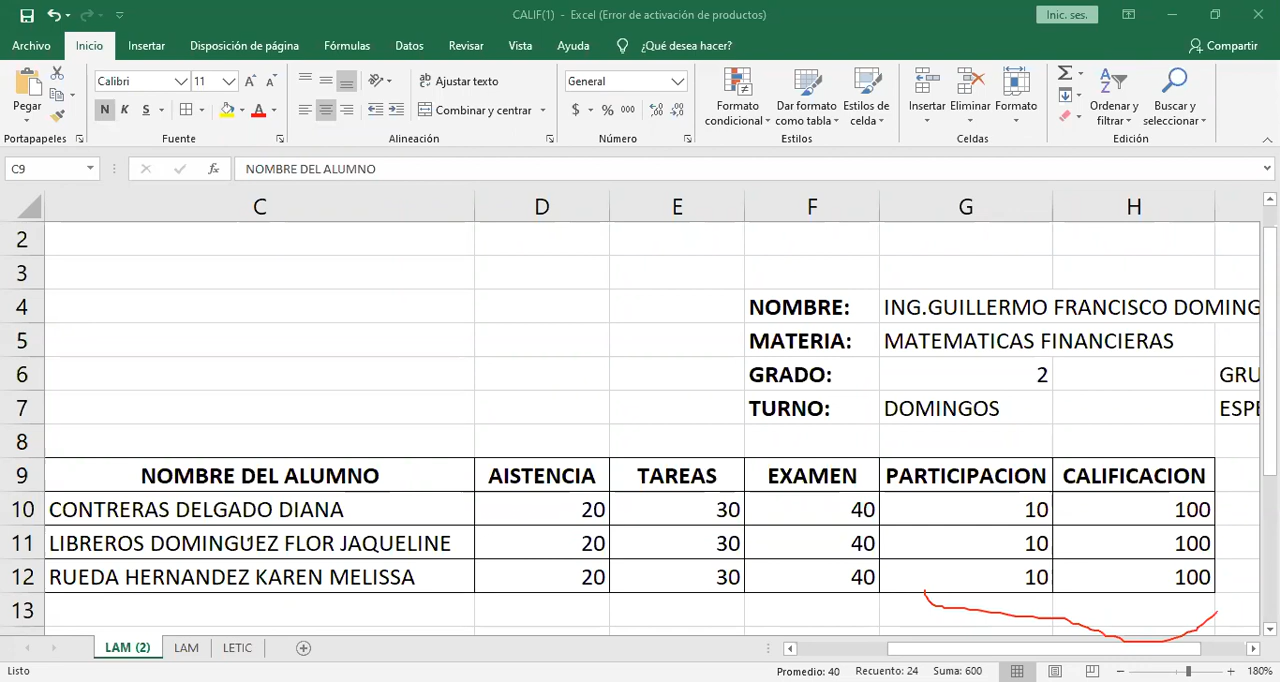 CALIF(1) - Excel (Error de activación de productos)
Inic. ses.
Archivo Inicio Insertar Disposición de página Fórmulas Datos Revisar Vista Ayuda ¿Qué desea hacer? Compartir
Pegar
Calibri 11
N K S
Ajustar texto
Combinar y centrar
General
$ % 000
Formato condicional
Dar formato como tabla
Estilos de celda
Insertar Eliminar Formato
Ordenar y filtrar
Buscar y seleccionar
Portapapeles Fuente Alineación Número Estilos Celdas Edición
C9 fx NOMBRE DEL ALUMNO
C D E F G H
2
3
4 NOMBRE: ING.GUILLERMO FRANCISCO DOMING
5 MATERIA: MATEMATICAS FINANCIERAS
6 GRADO: 2 GRU
7 TURNO: DOMINGOS ESPE
8
9 NOMBRE DEL ALUMNO AISTENCIA TAREAS EXAMEN PARTICIPACION CALIFICACION
10 CONTRERAS DELGADO DIANA 20 30 40 10 100
11 LIBREROS DOMINGUEZ FLOR JAQUELINE 20 30 40 10 100
12 RUEDA HERNANDEZ KAREN MELISSA 20 30 40 10 100
13
LAM (2) LAM LETIC
Listo Promedio: 40 Recuento: 24 Suma: 600 180%